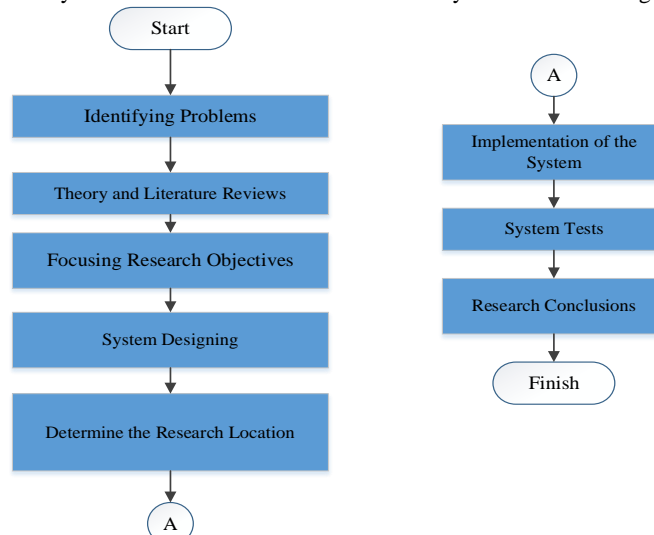 Start
Identifying Problems
Theory and Literature Reviews
Focusing Research Objectives
System Designing
Determine the Research Location
A
A
Implementation of the
System
System Tests
Research Conclusions
Finish